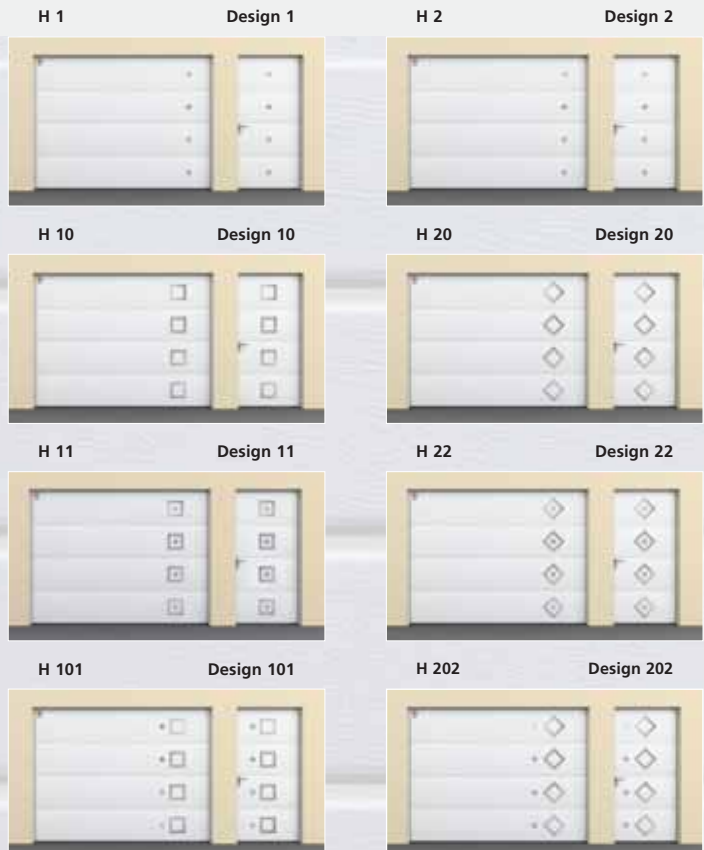 H 1 Design 1 H 2 Design 2
H 10 Design 10 H 20 Design 20
H 11 Design 11 H 22 Design 22
H 101 Design 101 H 202 Design 202